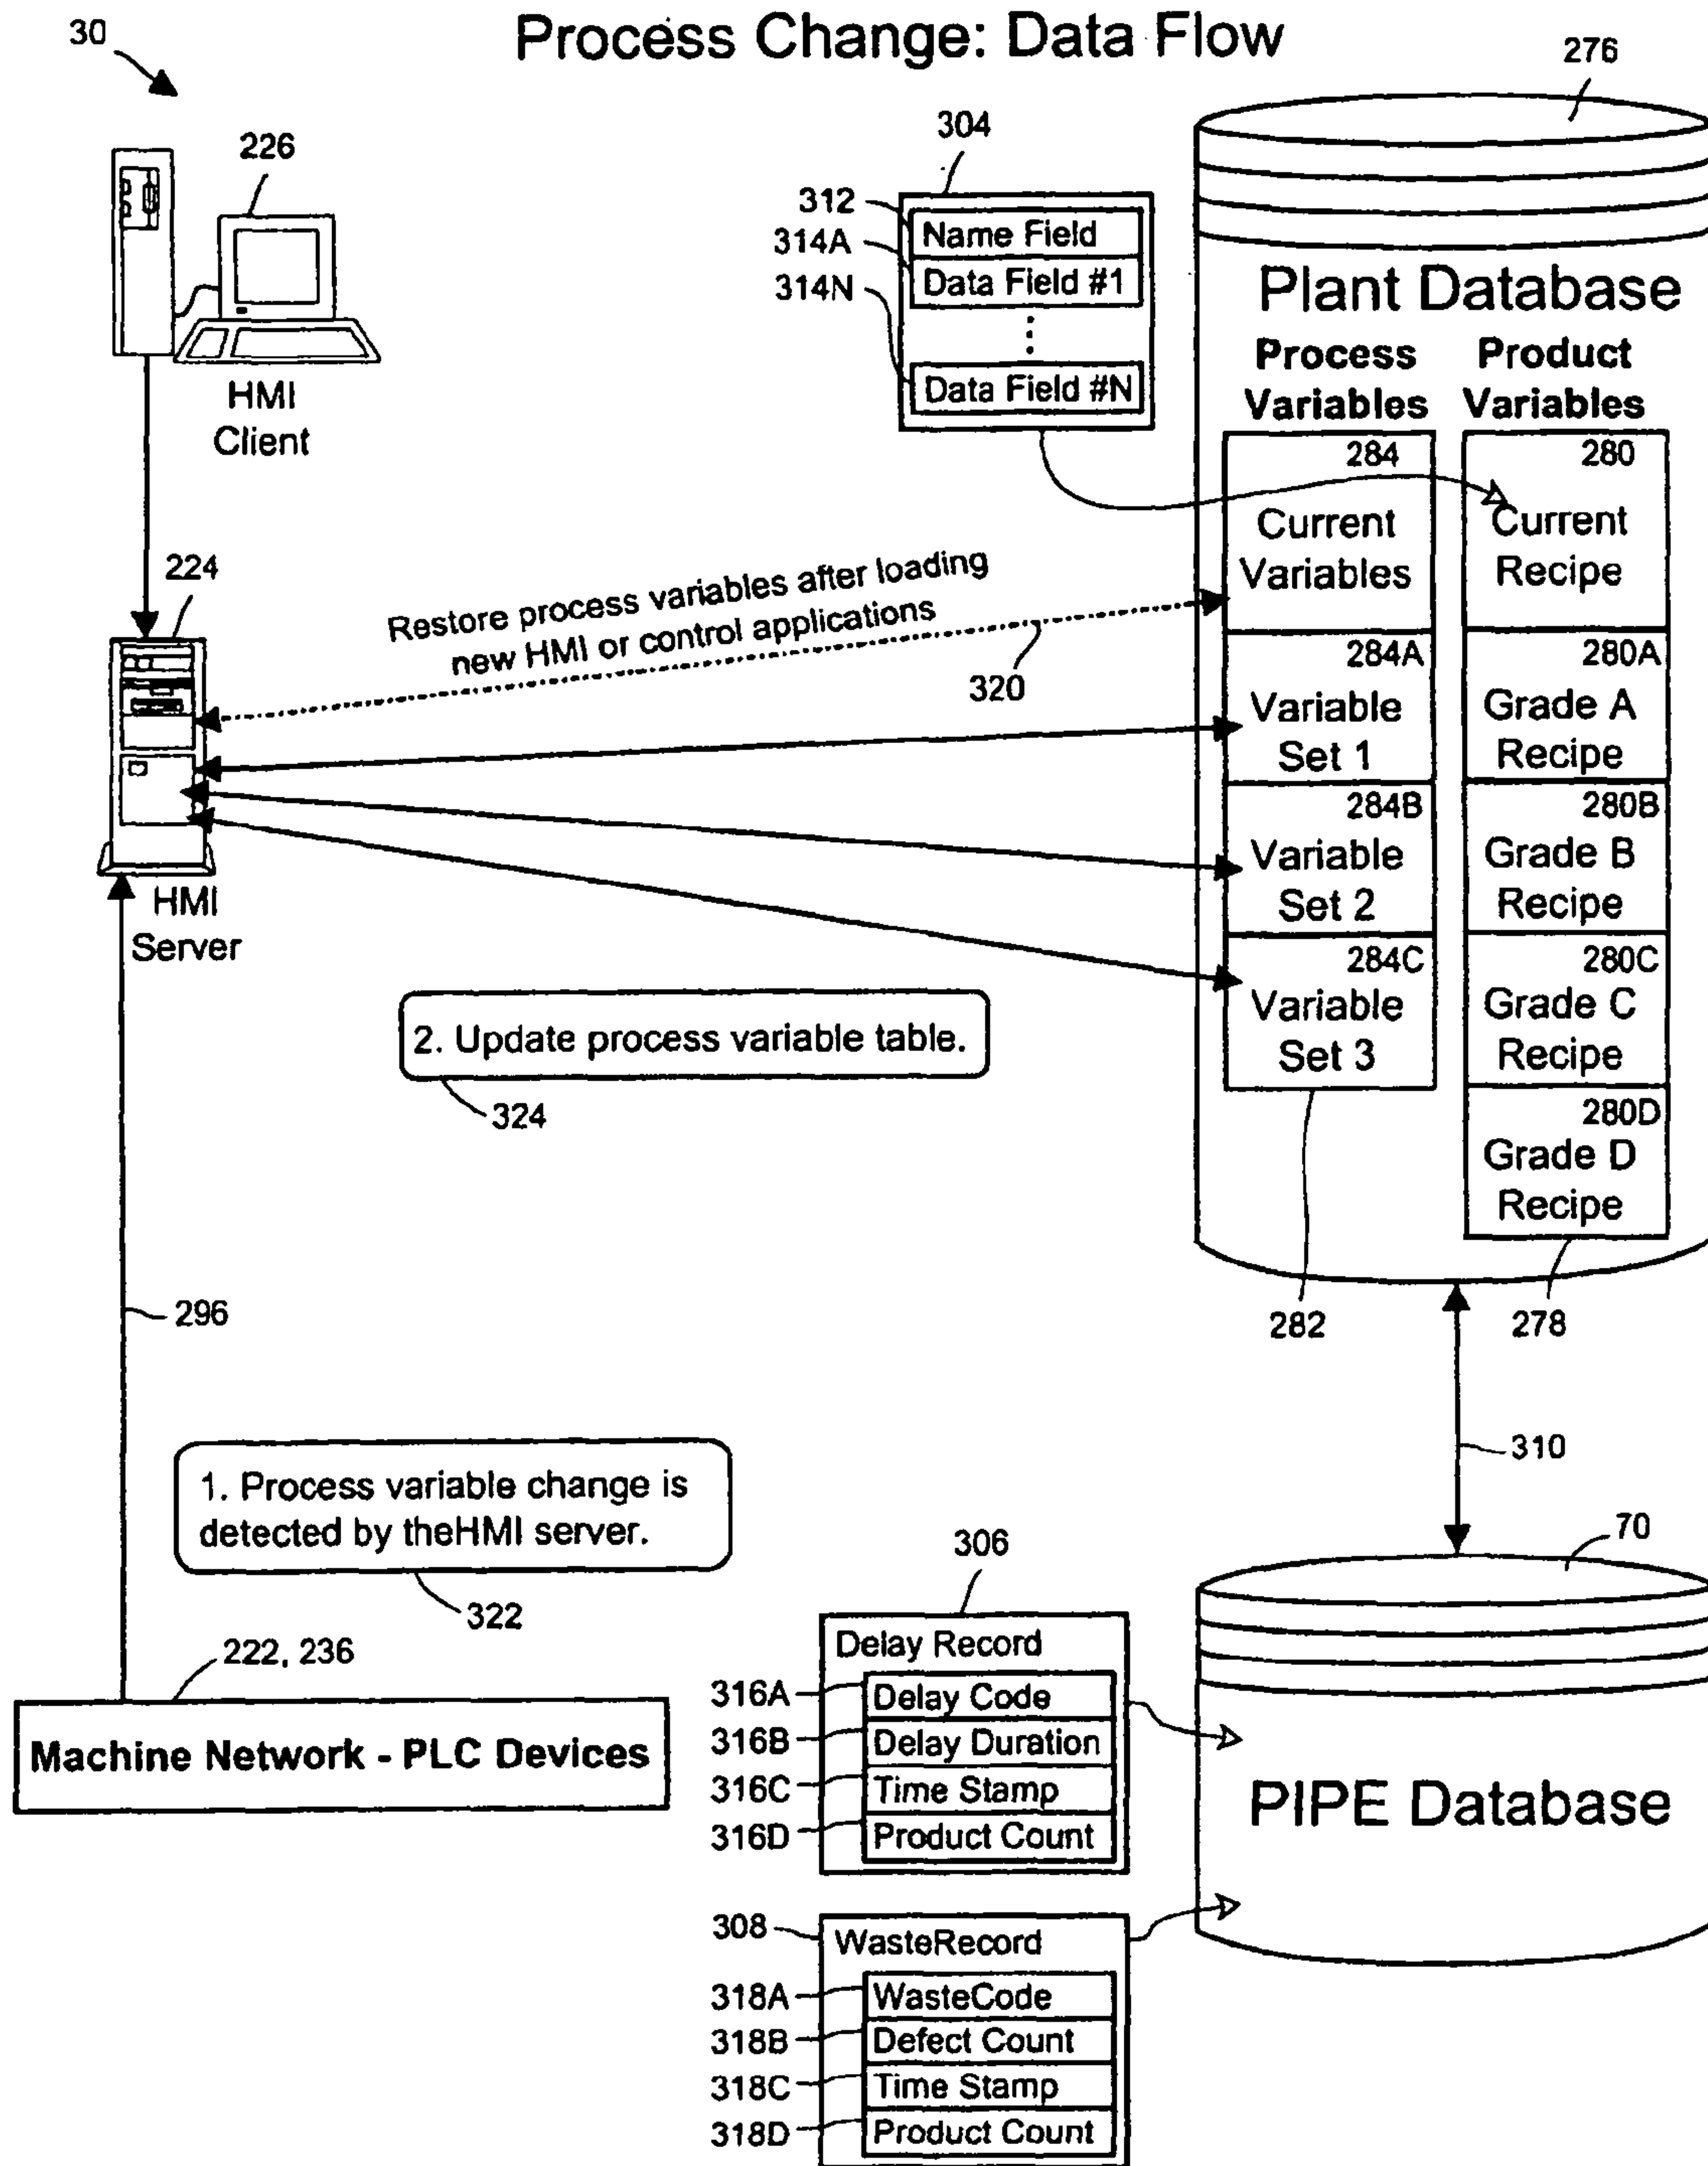 Process Change: Data Flow
30
276
226
304
312
Name Field
314A
Data Field #1
314N
Data Field #N
Plant Database
Process
Variables
Product
Variables
HMI
Client
284
Current
Variables
280
Current
Recipe
224
Restore process variables after loading
new HMI or control applications
320
284A
Variable
Set 1
280A
Grade A
Recipe
284B
Variable
Set 2
280B
Grade B
Recipe
HMI
Server
284C
Variable
Set 3
280C
Grade C
Recipe
2. Update process variable table.
324
280D
Grade D
Recipe
296
282
278
310
1. Process variable change is
detected by theHMI server.
322
306
70
222, 236
Machine Network - PLC Devices
Delay Record
316A
Delay Code
316B
Delay Duration
316C
Time Stamp
316D
Product Count
PIPE Database
308
WasteRecord
318A
WasteCode
318B
Defect Count
318C
Time Stamp
318D
Product Count